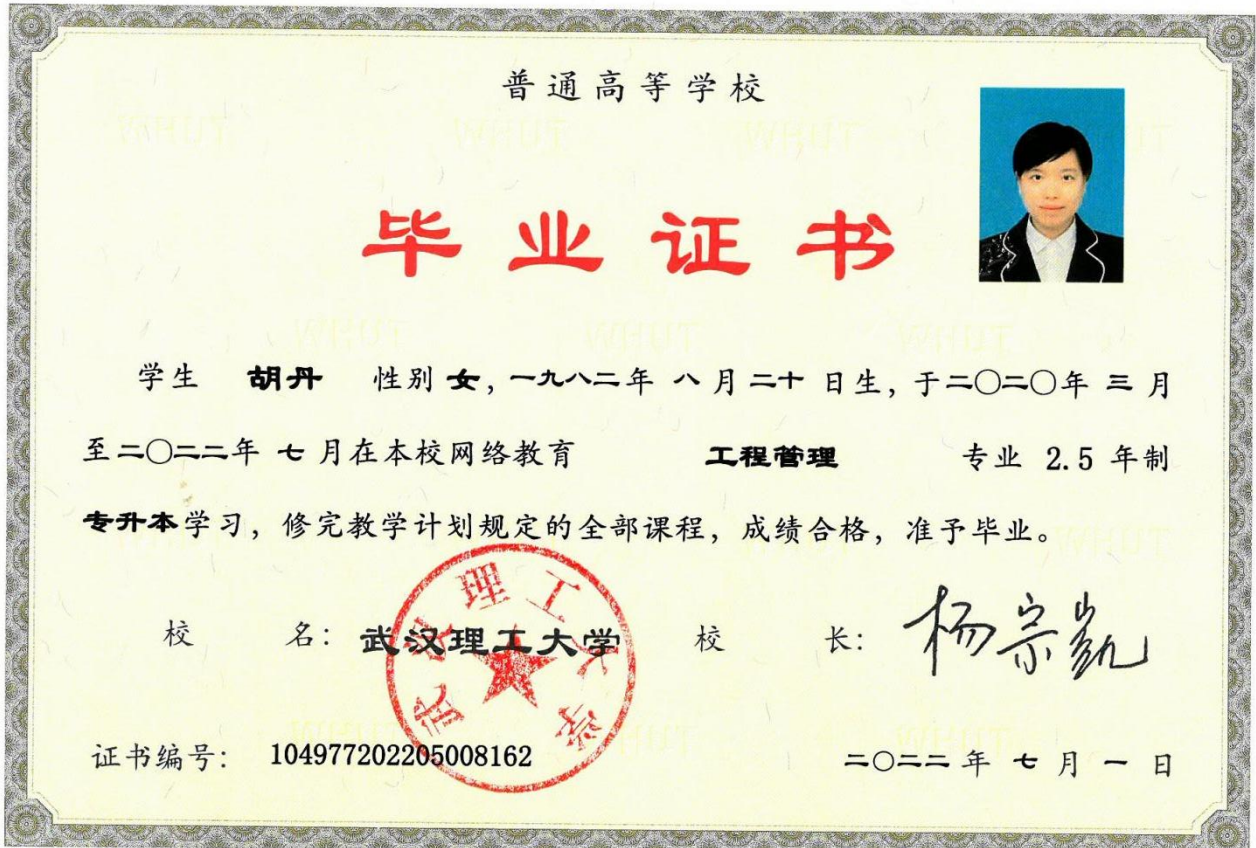 普通高等学校
毕业证书
学生 胡丹 性别 女，一九八二年 八 月 二十 日生，于二〇二〇年 三 月
至二〇二二年 七 月在本校网络教育 工程管理 专业 2.5 年制
专升本学习，修完教学计划规定的全部课程，成绩合格，准予毕业。
校 名：武汉理工大学 校 长：杨宗凯
武汉理工大学
证书编号：104977202205008162 二〇二二 年 七 月 一 日